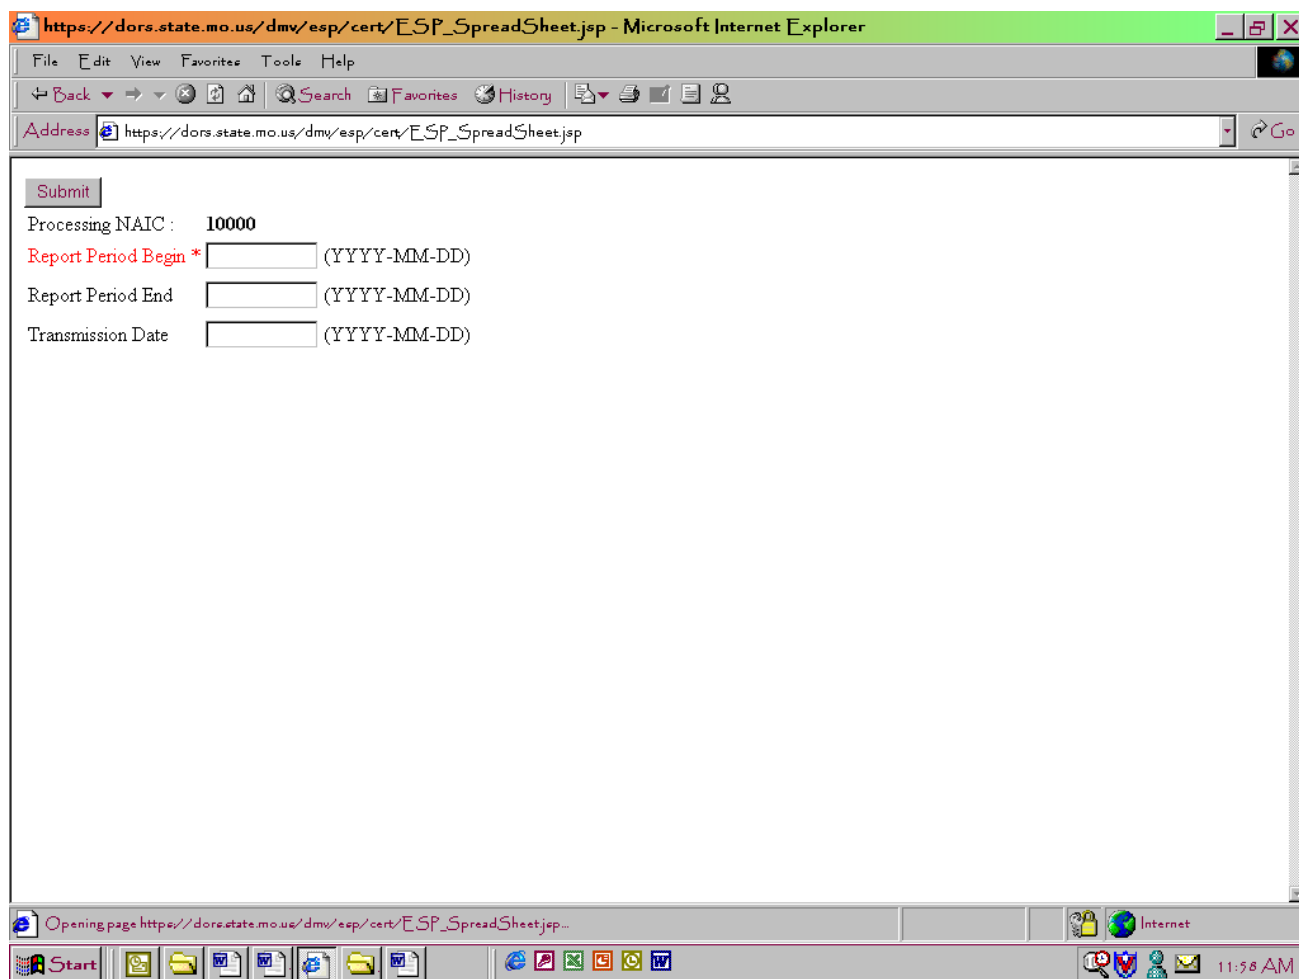 https://dors.state.mo.us/dmv/esp/cert/ESP_SpreadSheet.jsp - Microsoft Internet Explorer
File Edit View Favorites Tools Help
Back Search Favorites History
Address https://dors.state.mo.us/dmv/esp/cert/ESP_SpreadSheet.jsp Go
Submit
Processing NAIC : 10000
Report Period Begin * (YYYY-MM-DD)
Report Period End (YYYY-MM-DD)
Transmission Date (YYYY-MM-DD)
Opening page https://dors.state.mo.us/dmv/esp/cert/ESP_SpreadSheet.jsp... Internet
Start 11:58 AM